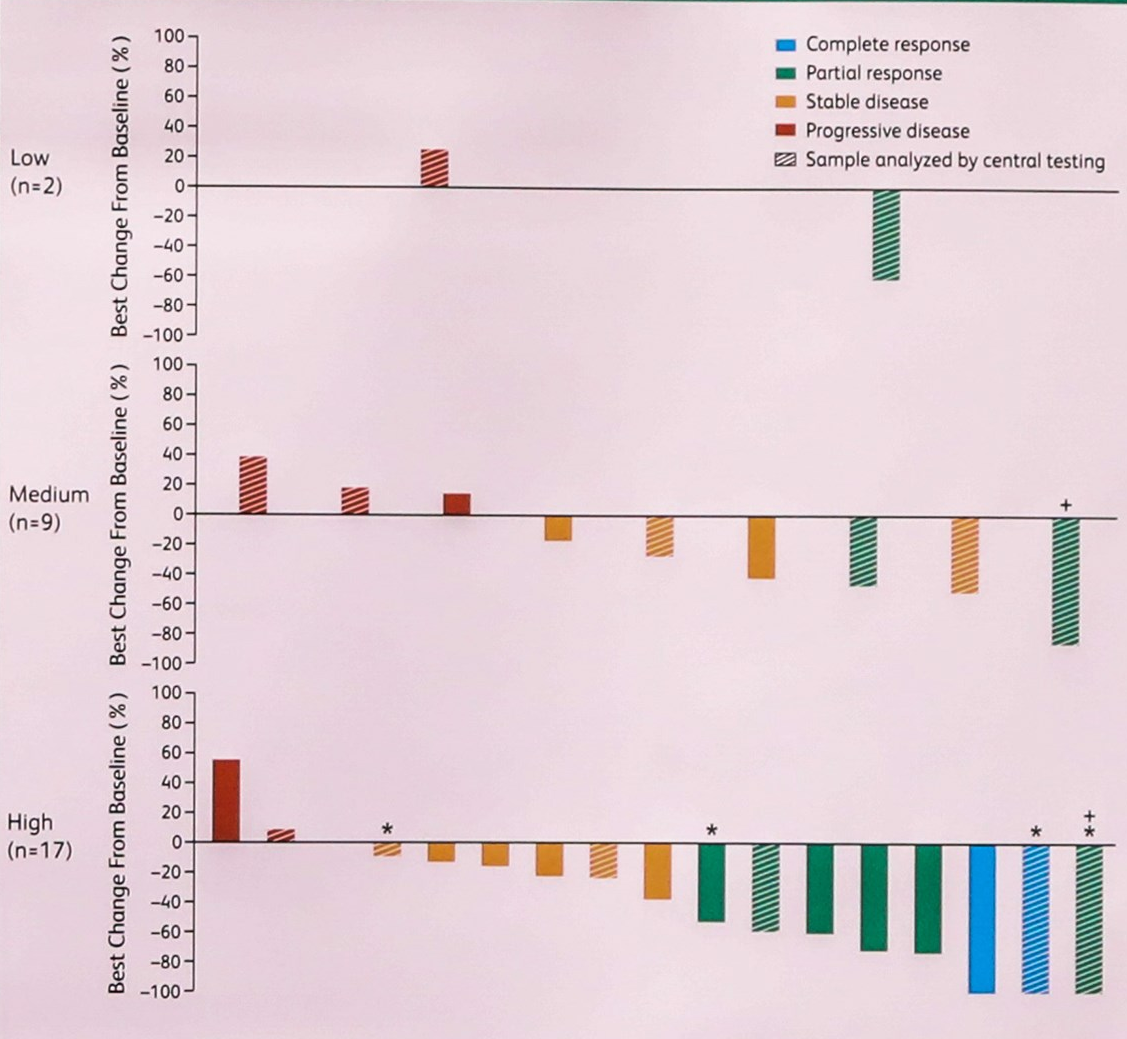 Complete response
Partial response
Stable disease
Progressive disease
Sample analyzed by central testing
Low
(n=2)
Best Change From Baseline (%)
100
80
60
40
20
0
–20
–40
–60
–80
–100
Medium
(n=9)
Best Change From Baseline (%)
100
80
60
40
20
0
–20
–40
–60
–80
–100
+
High
(n=17)
Best Change From Baseline (%)
100
80
60
40
20
0
–20
–40
–60
–80
–100
*
*
*
+
*